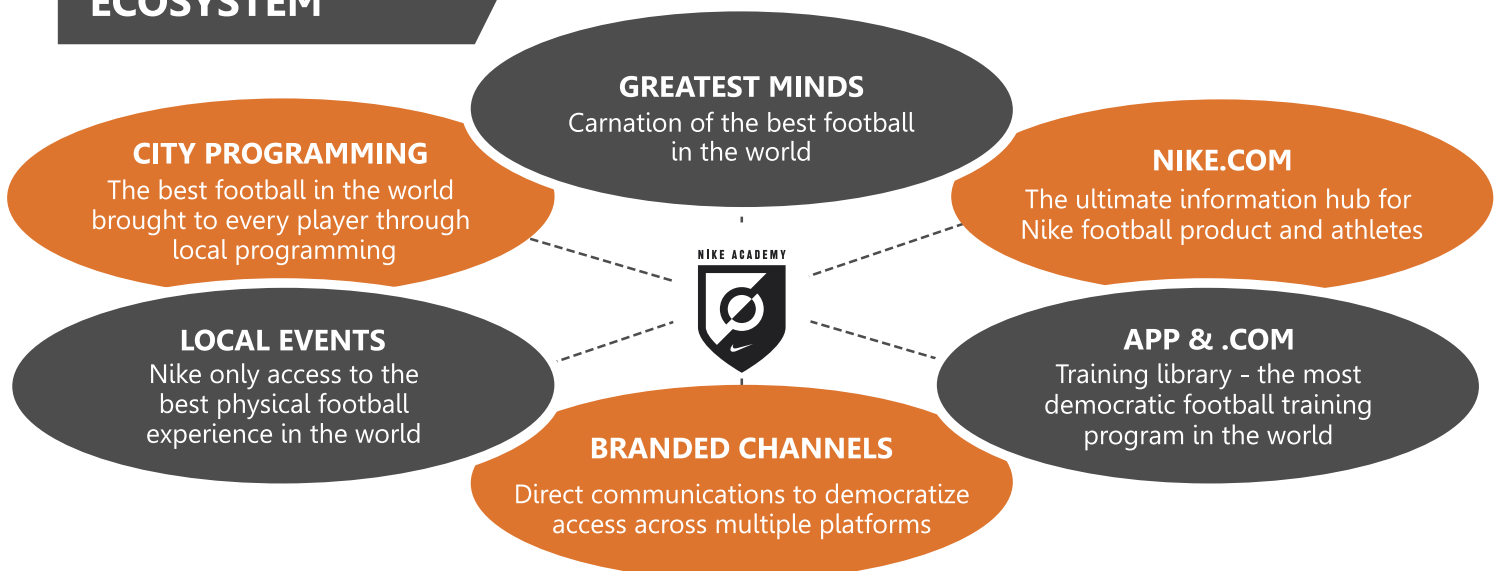 ECOSYSTEM
GREATEST MINDS
Carnation of the best football
in the world
CITY PROGRAMMING
The best football in the world
brought to every player through
local programming
NIKE.COM
The ultimate information hub for
Nike football product and athletes
NIKE ACADEMY
LOCAL EVENTS
Nike only access to the
best physical football
experience in the world
APP & .COM
Training library - the most
democratic football training
program in the world
BRANDED CHANNELS
Direct communications to democratize
access across multiple platforms